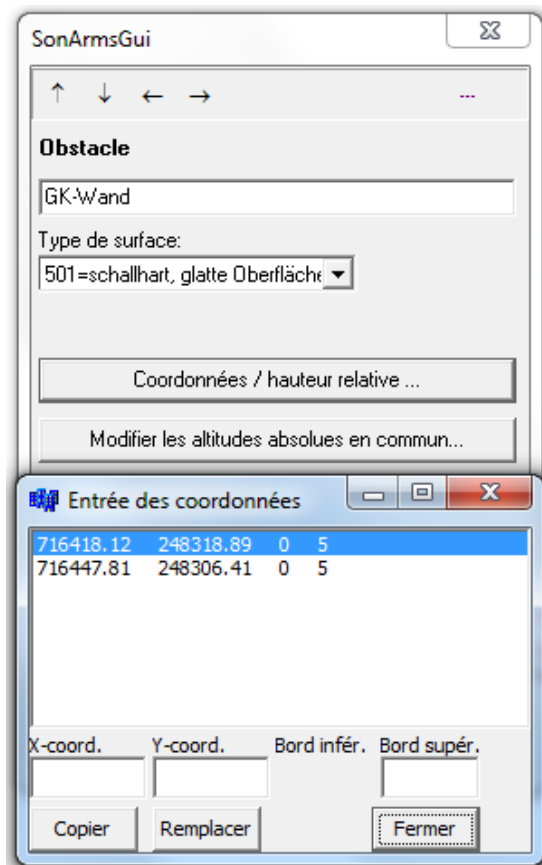 SonArmsGui
↑ ↓ ← → ---
Obstacle
GK-Wand
Type de surface:
501=schallhart, glatte Oberfläche
Coordonnées / hauteur relative ...
Modifier les altitudes absolues en commun...
Entrée des coordonnées
716418.12 248318.89 0 5
716447.81 248306.41 0 5
X-coord. Y-coord. Bord infér. Bord supér.
Copier Remplacer Fermer